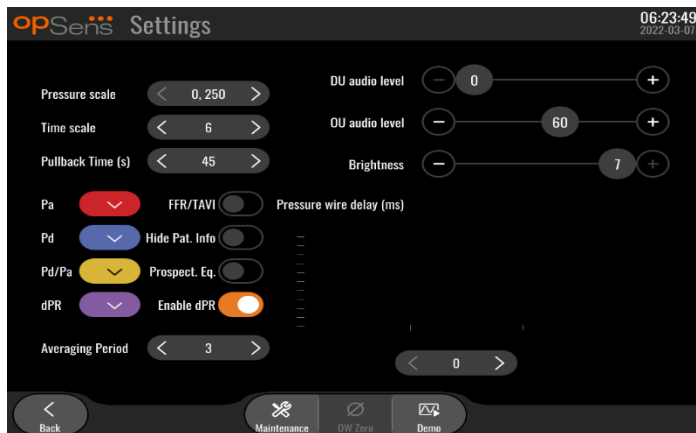 opSens Settings
06:23:49
2022-03-07
Pressure scale
0, 250
Time scale
6
Pullback Time (s)
45
DU audio level
0
OU audio level
60
Brightness
7
Pa
FFR/TAVI
Pressure wire delay (ms)
Pd
Hide Pat. Info
Pd/Pa
Prospect. Eq.
dPR
Enable dPR
Averaging Period
3
0
Back
Maintenance
OW Zero
Demo